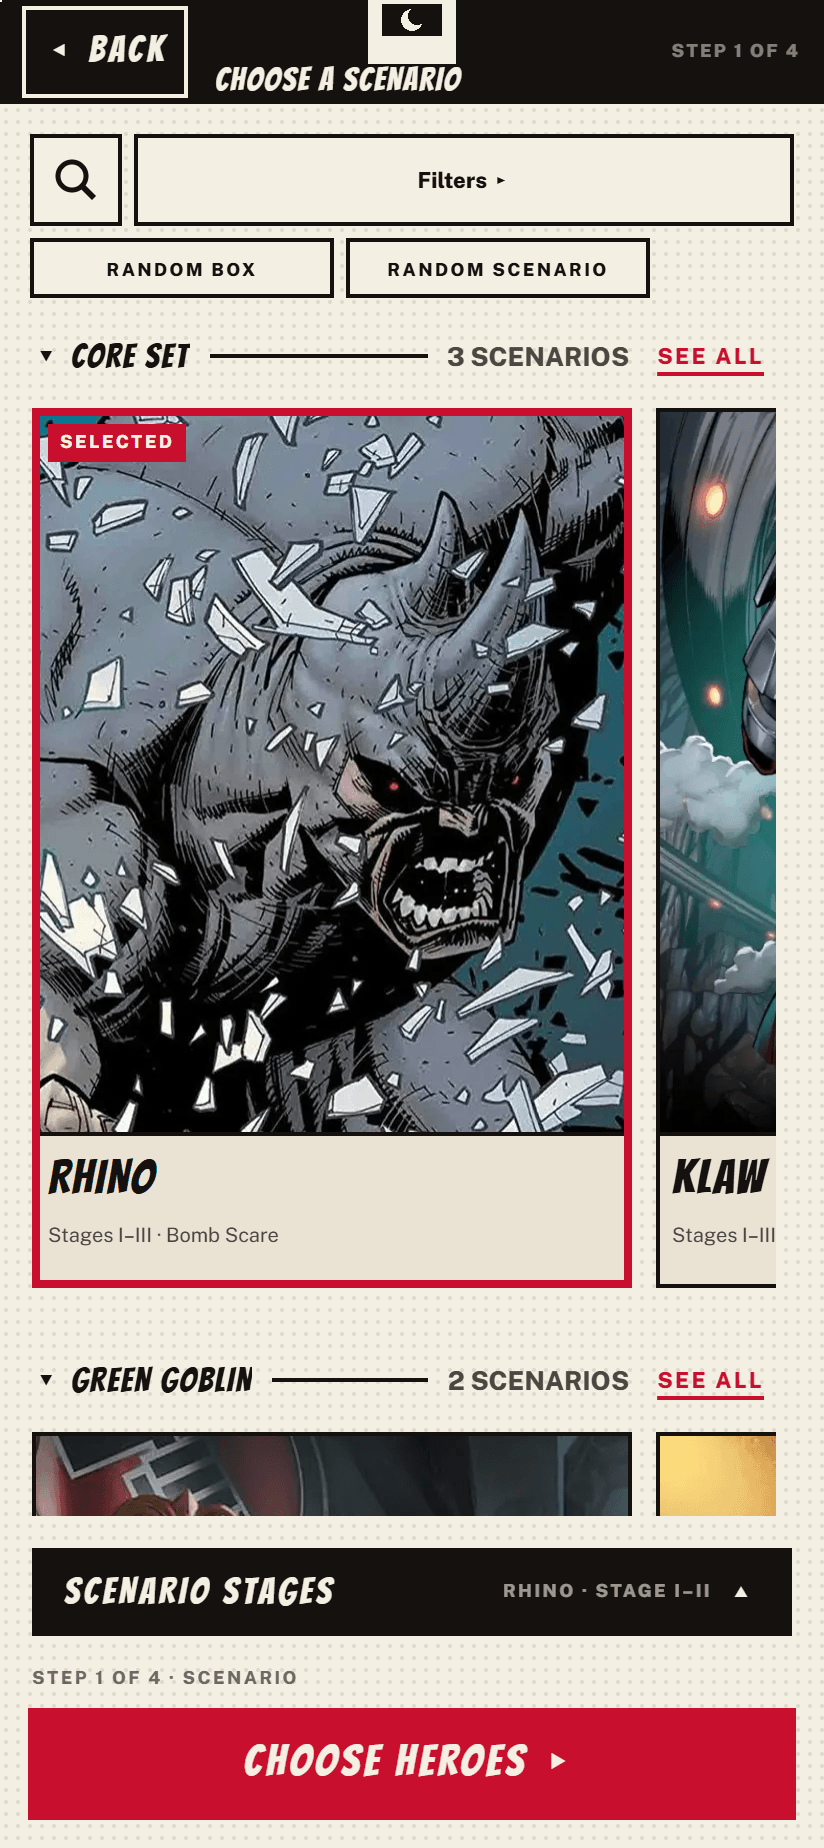 BACK
CHOOSE A SCENARIO
STEP 1 OF 4
Filters
RANDOM BOX
RANDOM SCENARIO
CORE SET
3 SCENARIOS
SEE ALL
SELECTED
RHINO
Stages I–III · Bomb Scare
KLAW
Stages I–III
GREEN GOBLIN
2 SCENARIOS
SEE ALL
SCENARIO STAGES
RHINO · STAGE I–II
STEP 1 OF 4 · SCENARIO
CHOOSE HEROES